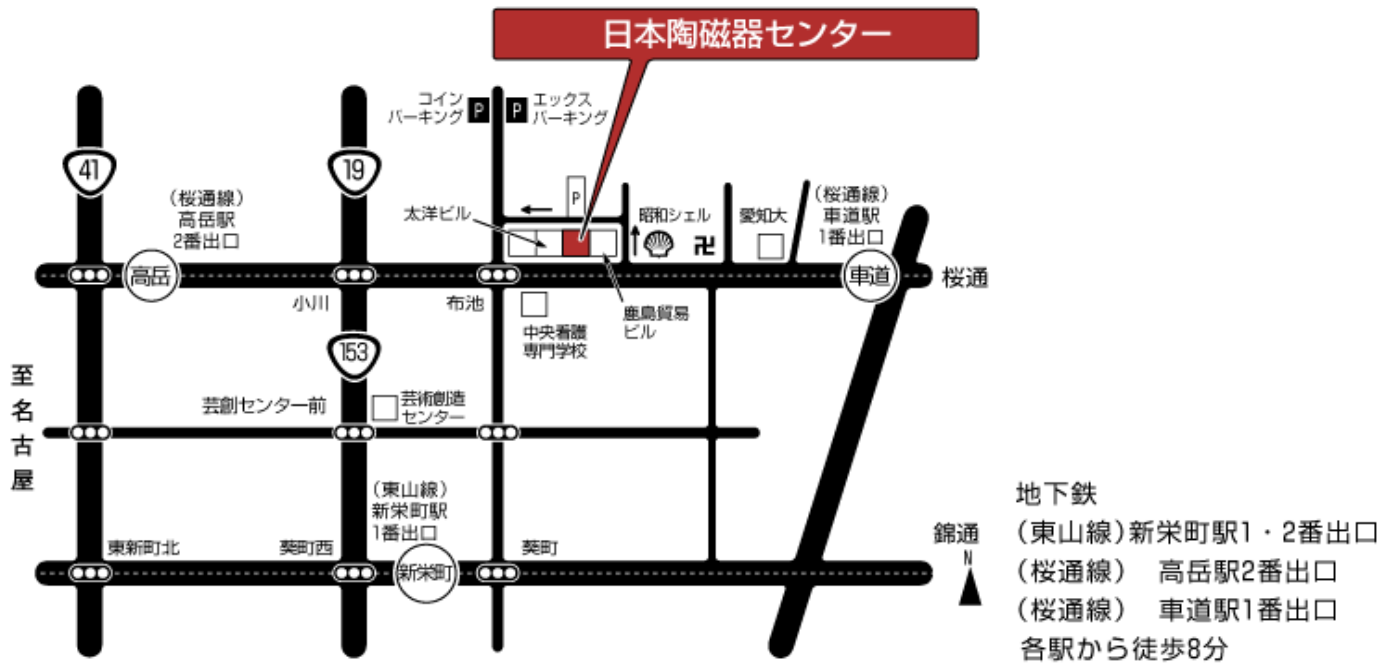 日本陶磁器センター
コイン
パーキング
P
P
エックス
パーキング
41
19
(桜通線)
高岳駅
2番出口
太洋ビル
P
昭和シェル
愛知大
(桜通線)
車道駅
1番出口
卍
高岳
車道
桜通
小川
布池
中央看護
専門学校
鹿島貿易
ビル
153
至名古屋
芸創センター前
芸術創造
センター
(東山線)
新栄町駅
1番出口
東新町北
葵町西
新栄町
葵町
錦通
N
地下鉄
(東山線)新栄町駅1・2番出口
(桜通線) 高岳駅2番出口
(桜通線) 車道駅1番出口
各駅から徒歩8分